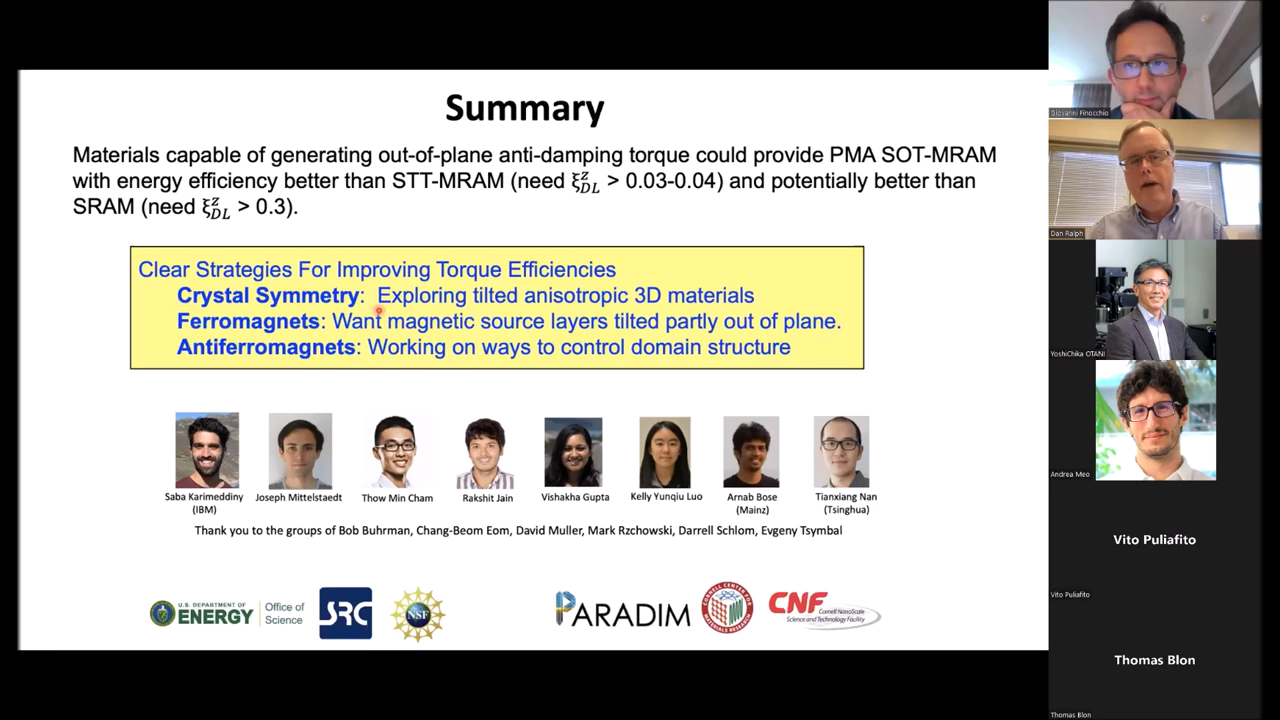 Summary
Materials capable of generating out-of-plane anti-damping torque could provide PMA SOT-MRAM
with energy efficiency better than STT-MRAM (need ξ^z_DL > 0.03-0.04) and potentially better than
SRAM (need ξ^z_DL > 0.3).
Clear Strategies For Improving Torque Efficiencies
Crystal Symmetry: Exploring tilted anisotropic 3D materials
Ferromagnets: Want magnetic source layers tilted partly out of plane.
Antiferromagnets: Working on ways to control domain structure
Saba Karimeddiny
(IBM)
Joseph Mittelstaedt
Thow Min Cham
Rakshit Jain
Vishakha Gupta
Kelly Yunqiu Luo
Arnab Bose
(Mainz)
Tianxiang Nan
(Tsinghua)
Thank you to the groups of Bob Buhrman, Chang-Beom Eom, David Muller, Mark Rzchowski, Darrell Schlom, Evgeny Tsymbal
U.S. DEPARTMENT OF
ENERGY
Office of
Science
SRC
NSF
PARADIM
CORNELL CENTER FOR MATERIALS RESEARCH
CNF
Cornell NanoScale
Science and Technology Facility
Giovanni Finocchio
Dan Ralph
YoshiChika OTANI
Andrea Meo
Vito Puliafito
Vito Puliafito
Thomas Blon
Thomas Blon